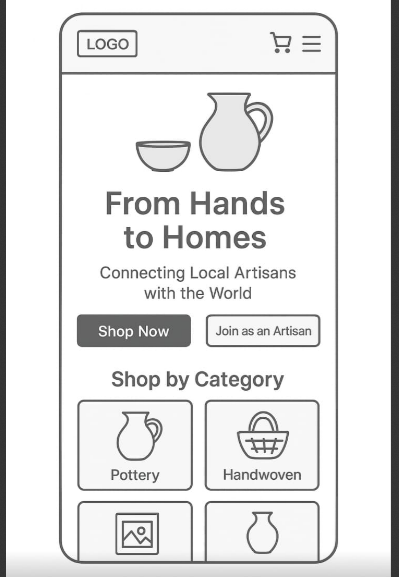 LOGO
From Hands
to Homes
Connecting Local Artisans
with the World
Shop Now
Join as an Artisan
Shop by Category
Pottery
Handwoven